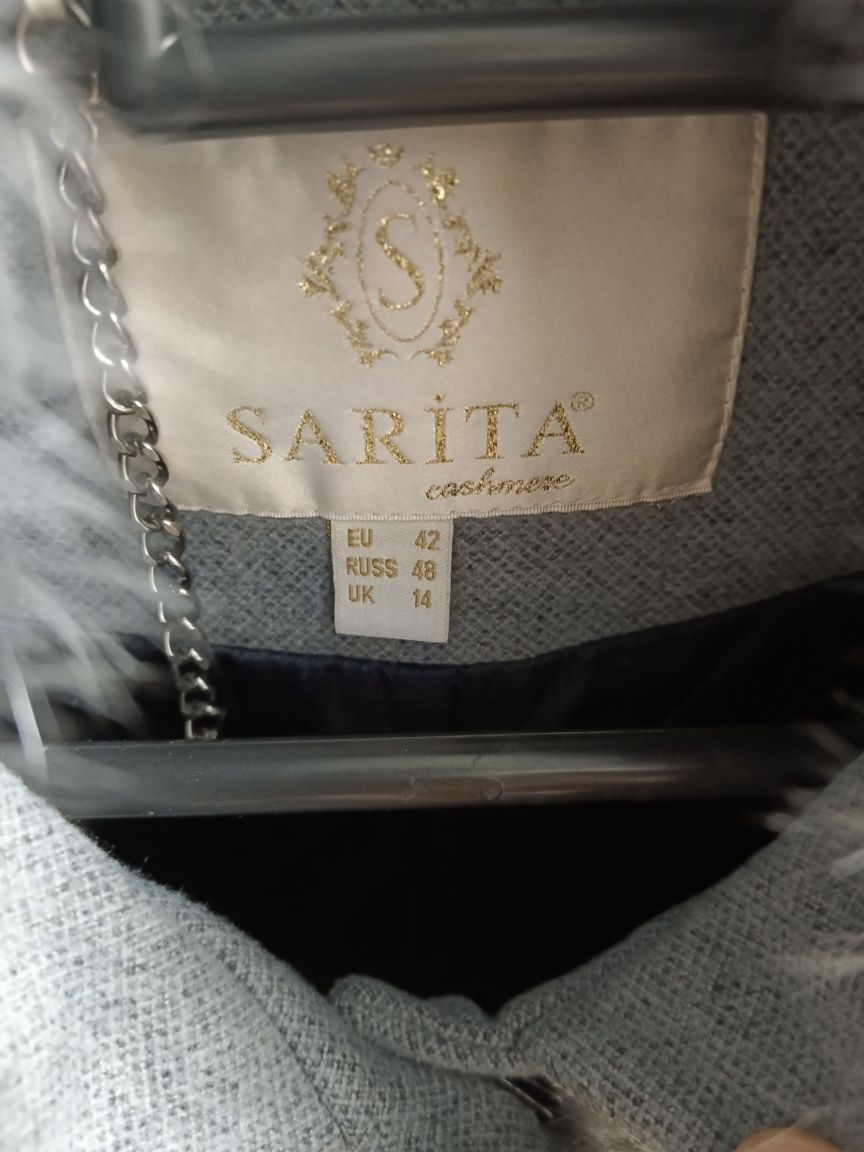 S
SARİTA®
cashmere
EU 42
RUSS 48
UK 14